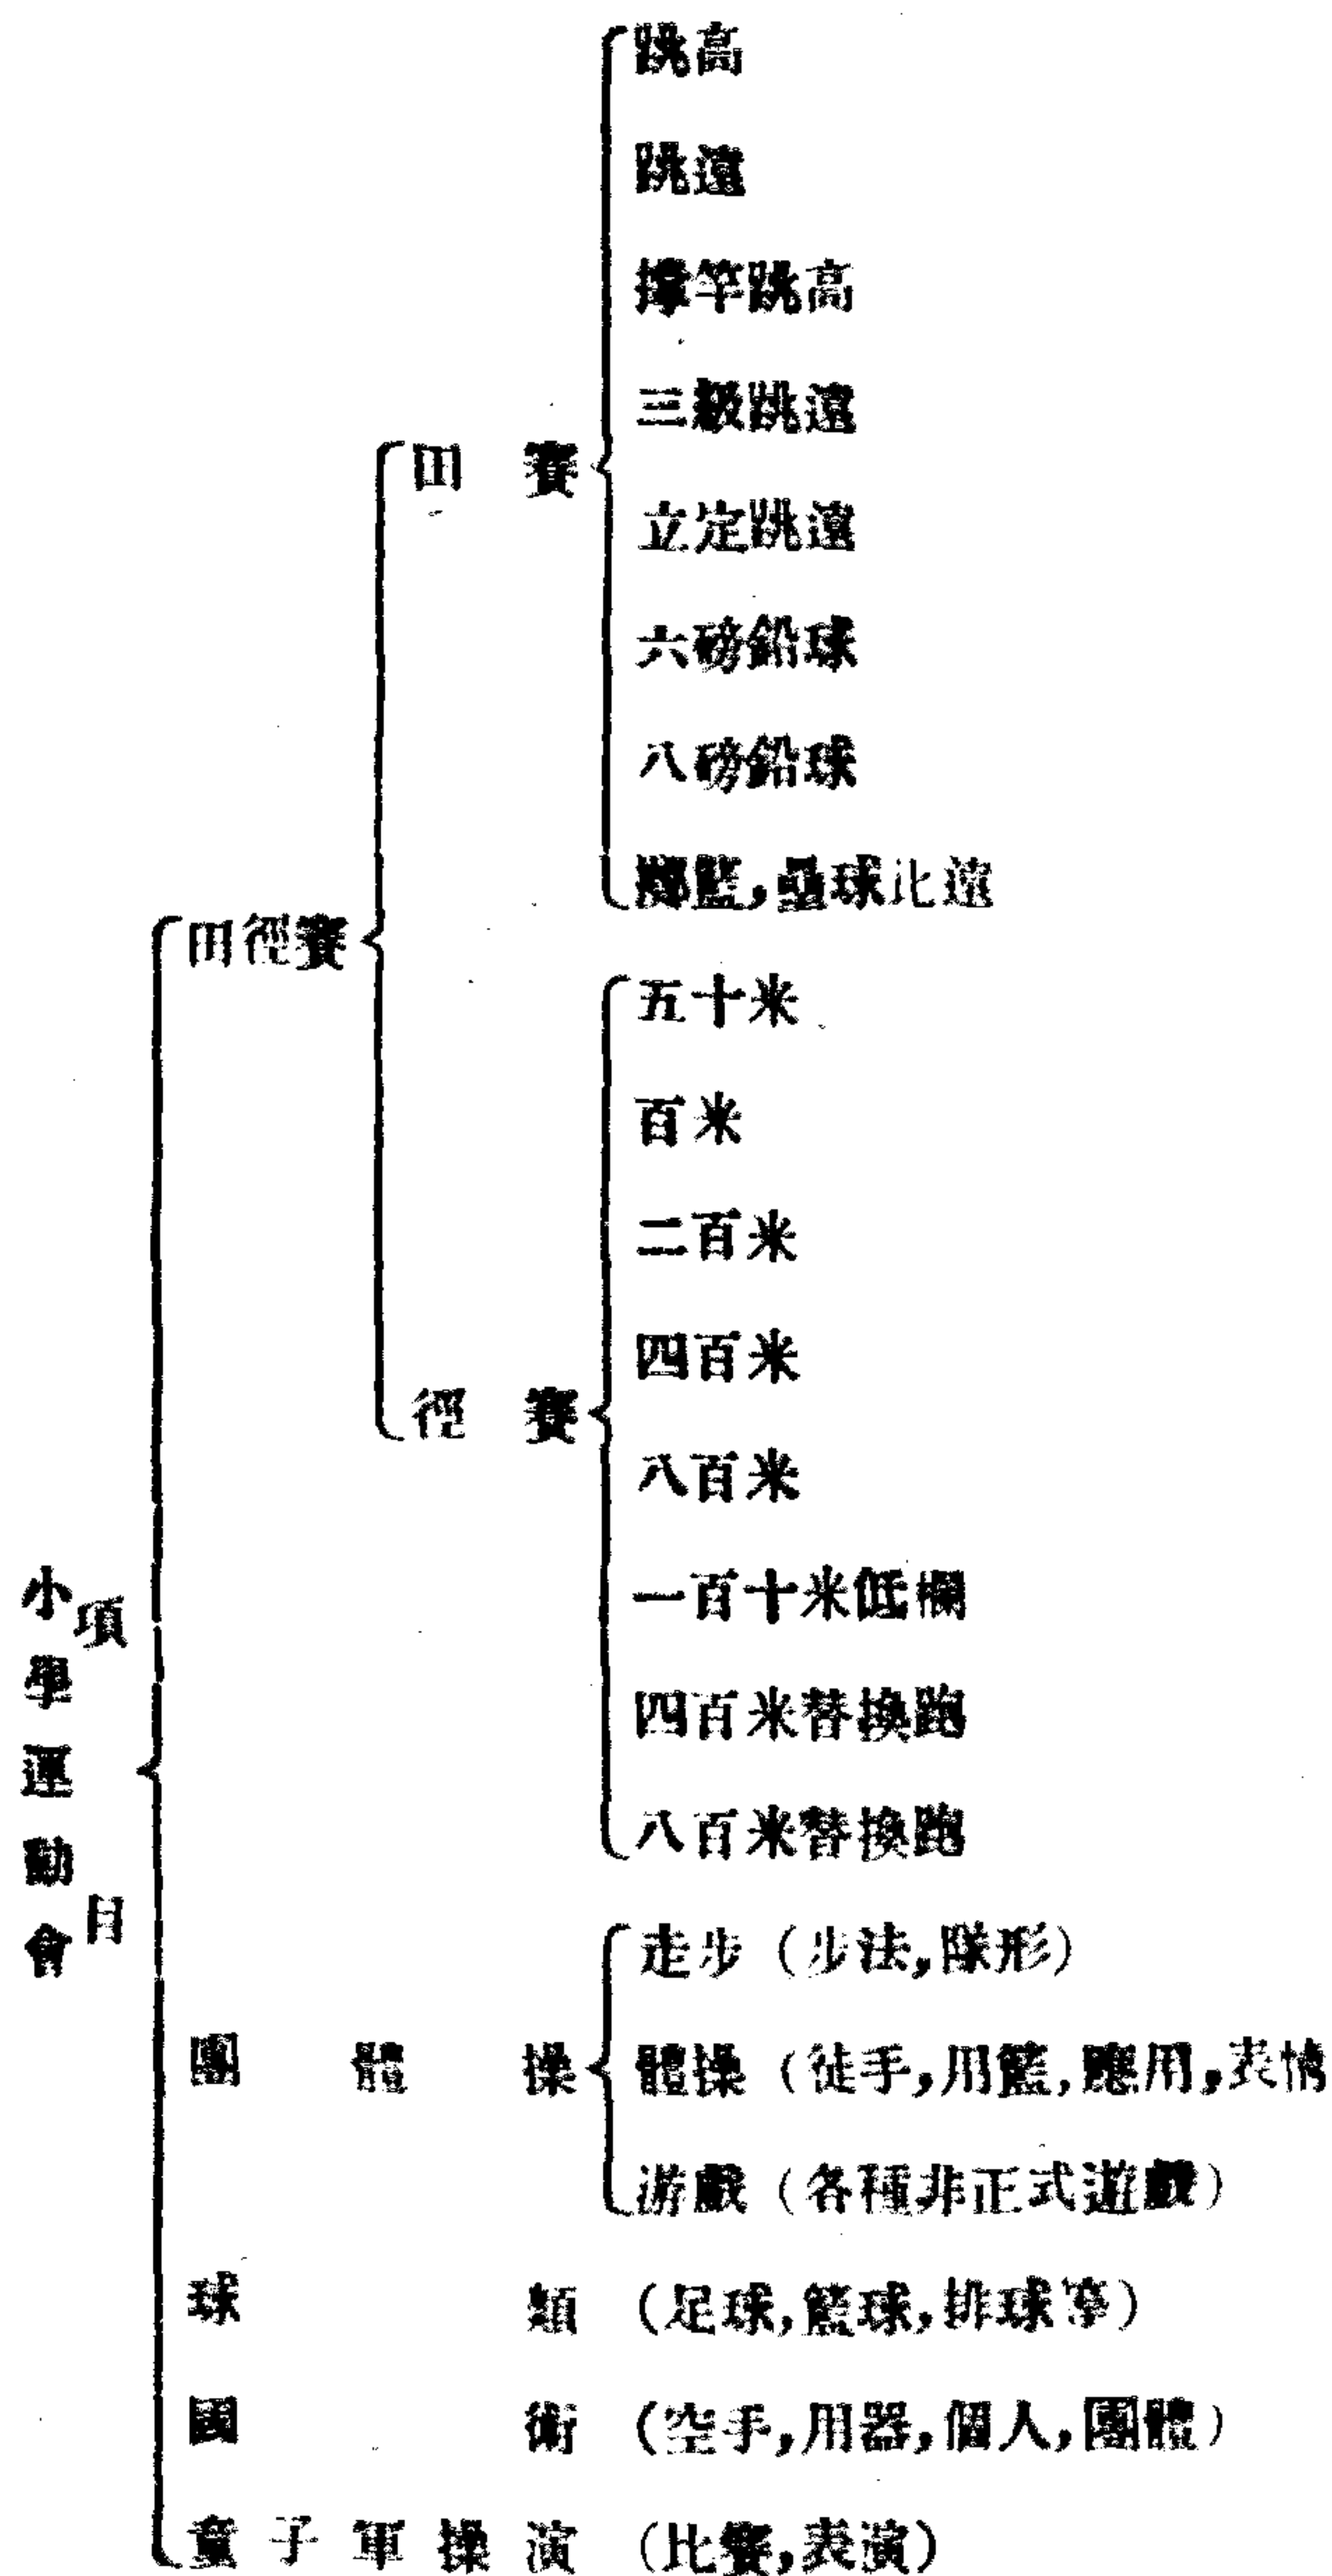 小學運動會
項目
田徑賽
田賽
跳高
跳遠
撐竿跳高
三級跳遠
立定跳遠
六磅鉛球
八磅鉛球
擲籃,壘球比遠
徑賽
五十米
百米
二百米
四百米
八百米
一百十米低欄
四百米替換跑
八百米替換跑
團體操
走步(步法,隊形)
體操(徒手,用籃,應用,表情
游戲(各種非正式遊戲)
球類(足球,籃球,排球等)
國術(空手,用器,個人,團體)
童子軍操演(比賽,表演)